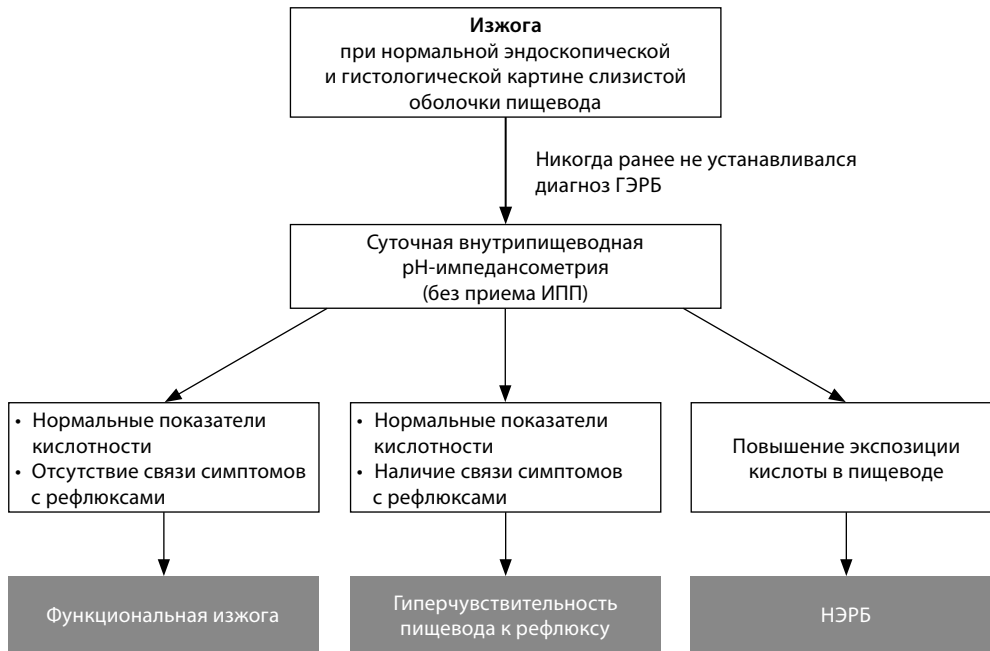 Изжога
при нормальной эндоскопической
и гистологической картине слизистой
оболочки пищевода
Никогда ранее не устанавливался
диагноз ГЭРБ
Суточная внутрипищеводная
рН-импедансометрия
(без приема ИПП)
• Нормальные показатели
кислотности
• Отсутствие связи симптомов
с рефлюксами
• Нормальные показатели
кислотности
• Наличие связи симптомов
с рефлюксами
Повышение экспозиции
кислоты в пищеводе
Функциональная изжога
Гиперчувствительность
пищевода к рефлюксу
НЭРБ